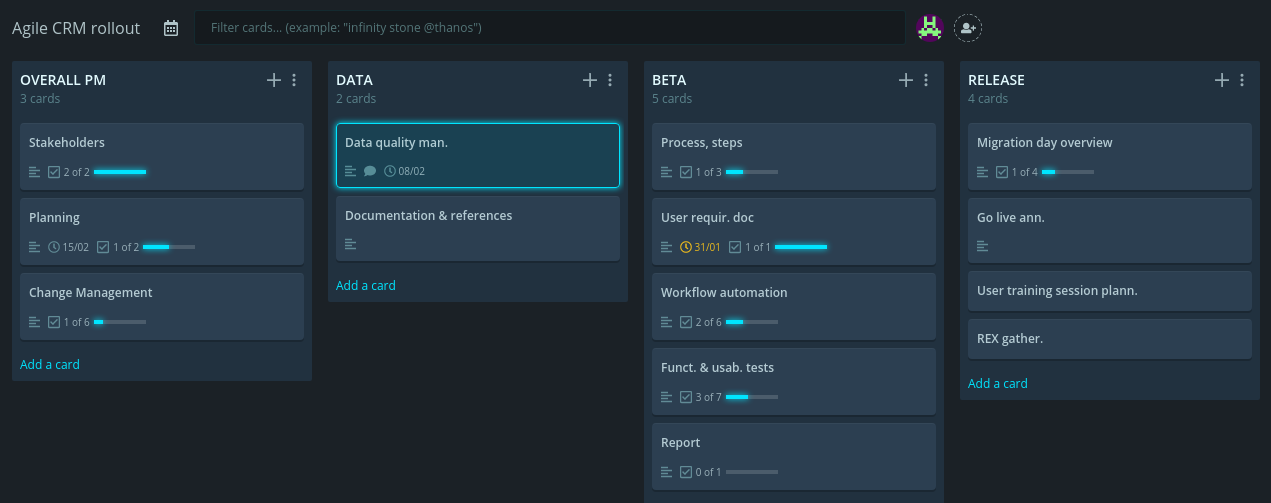 Agile CRM rollout
Filter cards... (example: "infinity stone @thanos")
OVERALL PM
3 cards
Stakeholders
2 of 2
Planning
15/02 1 of 2
Change Management
1 of 6
Add a card
DATA
2 cards
Data quality man.
08/02
Documentation & references
Add a card
BETA
5 cards
Process, steps
1 of 3
User requir. doc
31/01 1 of 1
Workflow automation
2 of 6
Funct. & usab. tests
3 of 7
Report
0 of 1
RELEASE
4 cards
Migration day overview
1 of 4
Go live ann.
User training session plann.
REX gather.
Add a card